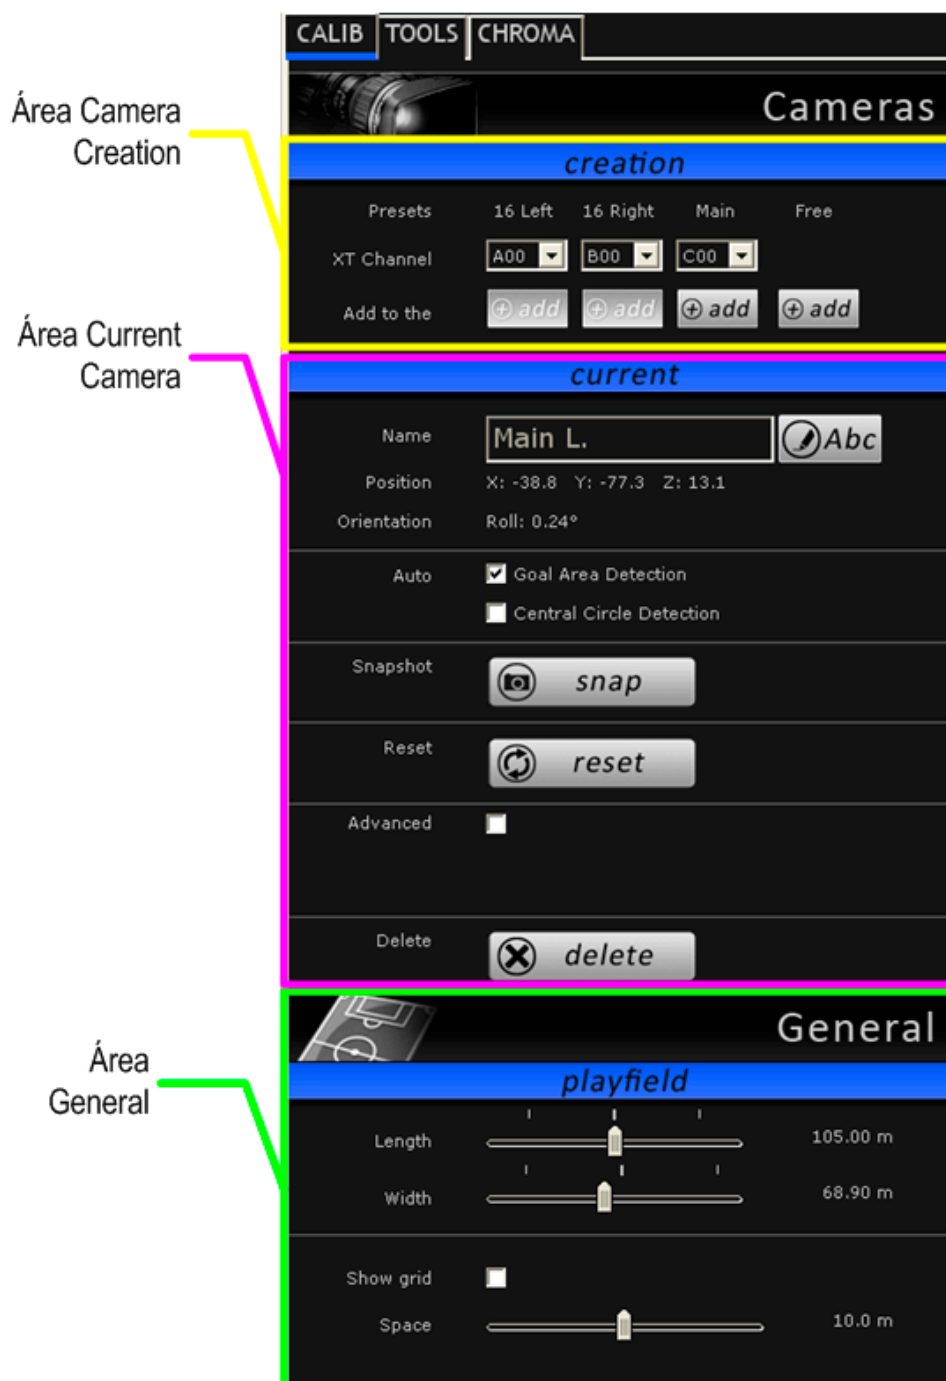 CALIB TOOLS CHROMA
Cameras
Área Camera
Creation
creation
Presets 16 Left 16 Right Main Free
XT Channel A00 B00 C00
Add to the add add add add
Área Current
Camera
current
Name Main L. Abc
Position X: -38.8 Y: -77.3 Z: 13.1
Orientation Roll: 0.24°
Auto Goal Area Detection
Central Circle Detection
Snapshot snap
Reset reset
Advanced
Delete delete
General
Área
General
playfield
Length 105.00 m
Width 68.90 m
Show grid
Space 10.0 m